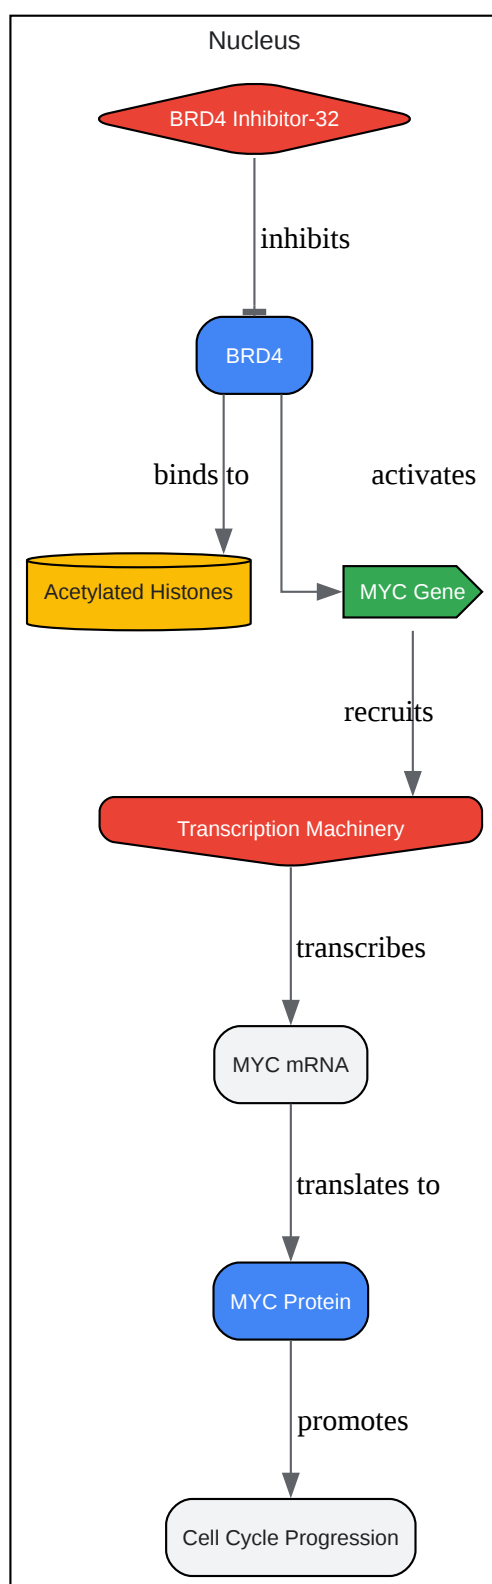 Nucleus
BRD4 Inhibitor-32
inhibits
BRD4
binds to
activates
Acetylated Histones
MYC Gene
recruits
Transcription Machinery
transcribes
MYC mRNA
translates to
MYC Protein
promotes
Cell Cycle Progression